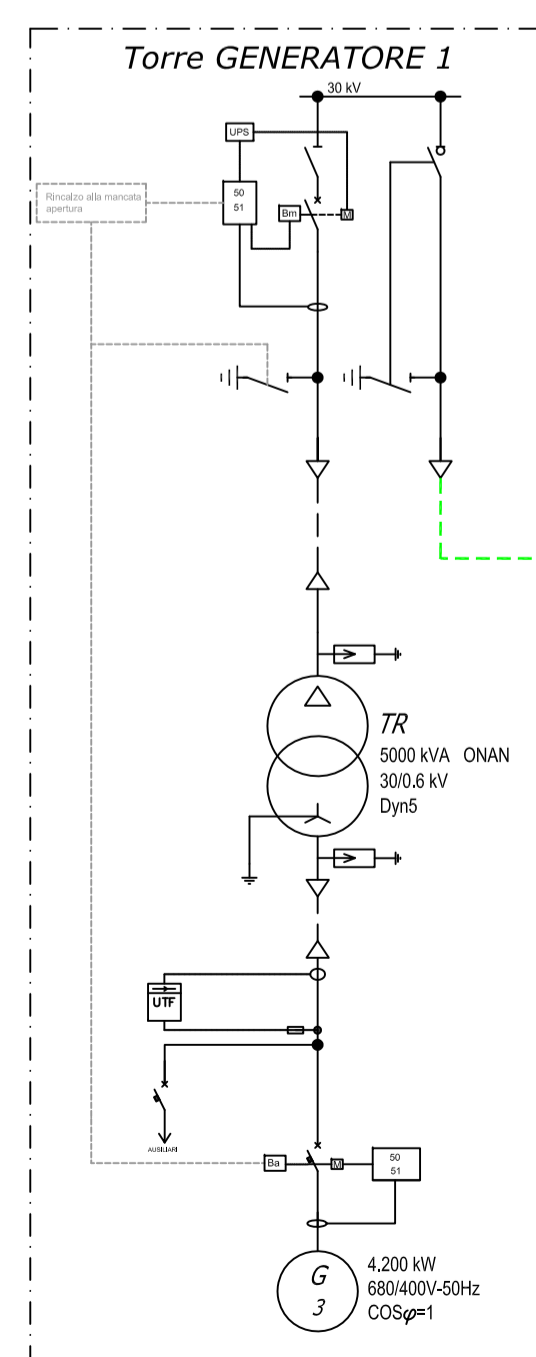 Torre GENERATORE 1
30 kV
UPS
50
51
Rincalzo alla mancata
apertura
Bm
M
TR
5000 kVA ONAN
30/0.6 kV
Dyn5
UTF
AUSILIARI
Ba
M
50
51
G
3
4.200 kW
680/400V-50Hz
COSφ=1